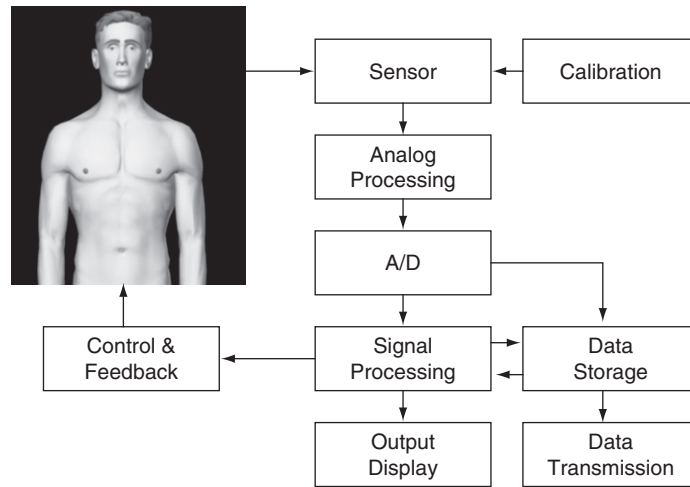 Sensor
Calibration
Analog
Processing
A/D
Control &
Feedback
Signal
Processing
Data
Storage
Output
Display
Data
Transmission